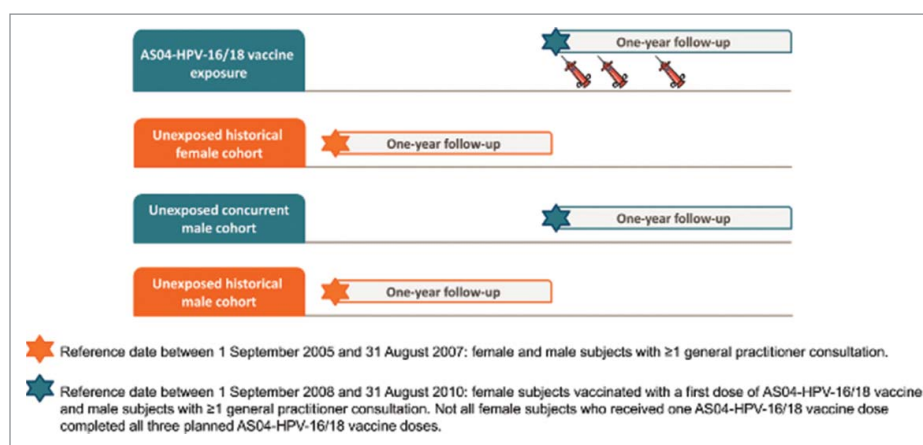 AS04-HPV-16/18 vaccine
exposure
One-year follow-up
Unexposed historical
female cohort
One-year follow-up
Unexposed concurrent
male cohort
One-year follow-up
Unexposed historical
male cohort
One-year follow-up
Reference date between 1 September 2005 and 31 August 2007: female and male subjects with ≥1 general practitioner consultation.
Reference date between 1 September 2008 and 31 August 2010: female subjects vaccinated with a first dose of AS04-HPV-16/18 vaccine
and male subjects with ≥1 general practitioner consultation. Not all female subjects who received one AS04-HPV-16/18 vaccine dose
completed all three planned AS04-HPV-16/18 vaccine doses.